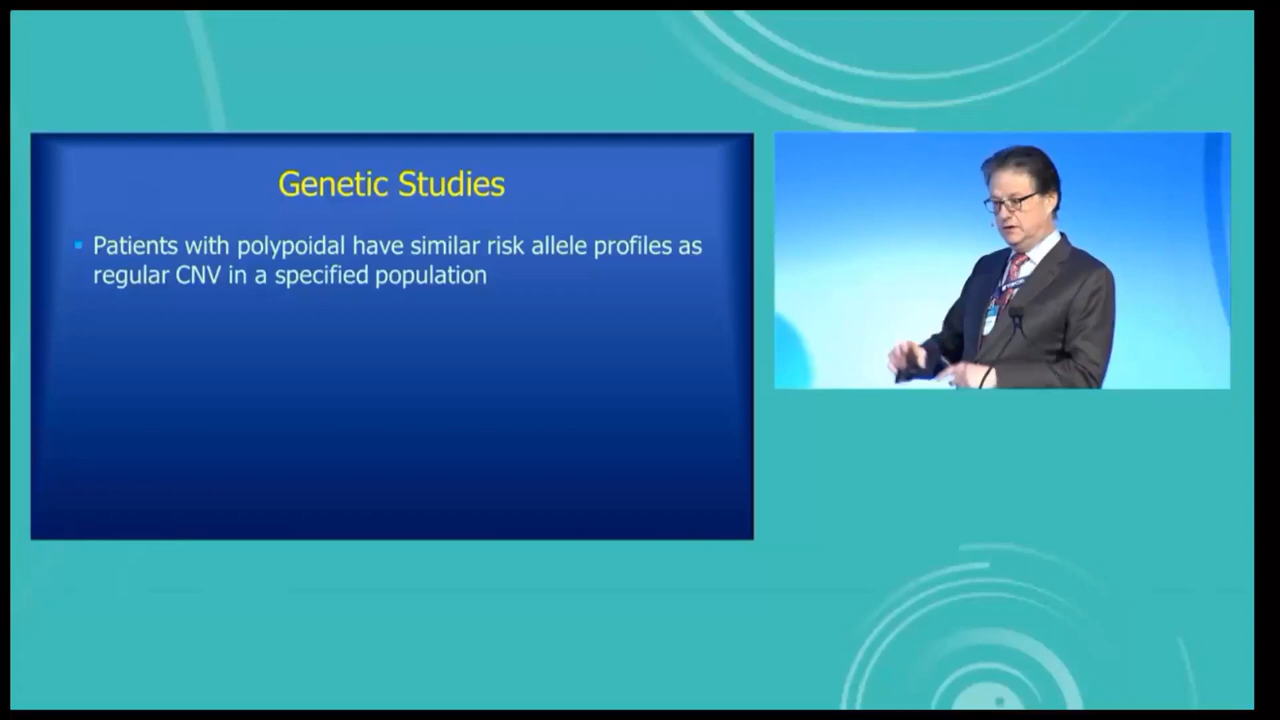 Genetic Studies
Patients with polypoidal have similar risk allele profiles as
regular CNV in a specified population